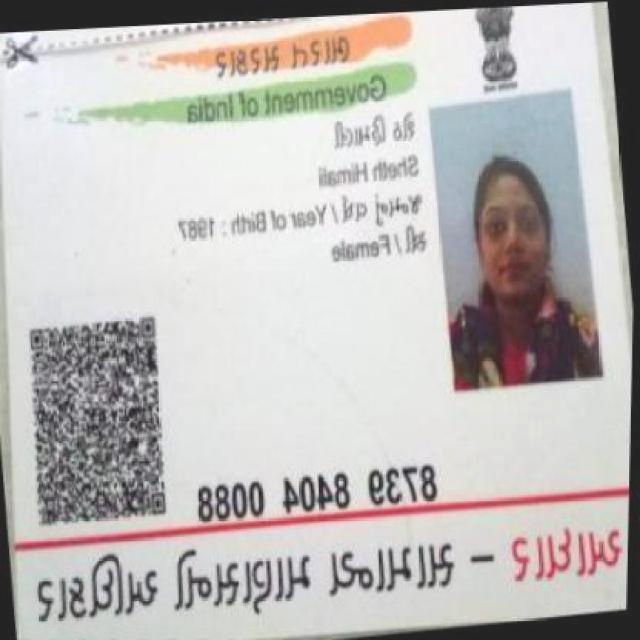 ભારત સરકાર
Government of India
શેઠ હિમાલી
Sheth Himali
જન્મનું વર્ષ / Year of Birth : 1987
સ્ત્રી / Female
8739 8404 0088
આધાર – સામાન્ય માણસનો અધિકાર